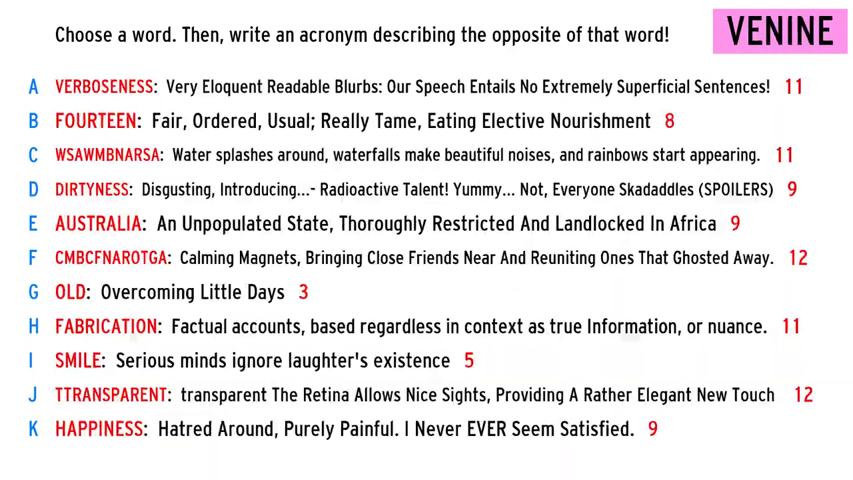 Choose a word. Then, write an acronym describing the opposite of that word! VENINE
A VERBOSENESS: Very Eloquent Readable Blurbs: Our Speech Entails No Extremely Superficial Sentences! 11
B FOURTEEN: Fair, Ordered, Usual; Really Tame, Eating Elective Nourishment 8
C WSAWMBNARSA: Water splashes around, waterfalls make beautiful noises, and rainbows start appearing. 11
D DIRTYNESS: Disgusting, Introducing...- Radioactive Talent! Yummy... Not, Everyone Skadaddles (SPOILERS) 9
E AUSTRALIA: An Unpopulated State, Thoroughly Restricted And Landlocked In Africa 9
F CMBCFNAROTGA: Calming Magnets, Bringing Close Friends Near And Reuniting Ones That Ghosted Away. 12
G OLD: Overcoming Little Days 3
H FABRICATION: Factual accounts, based regardless in context as true Information, or nuance. 11
I SMILE: Serious minds ignore laughter's existence 5
J TTRANSPARENT: transparent The Retina Allows Nice Sights, Providing A Rather Elegant New Touch 12
K HAPPINESS: Hatred Around, Purely Painful. I Never EVER Seem Satisfied. 9